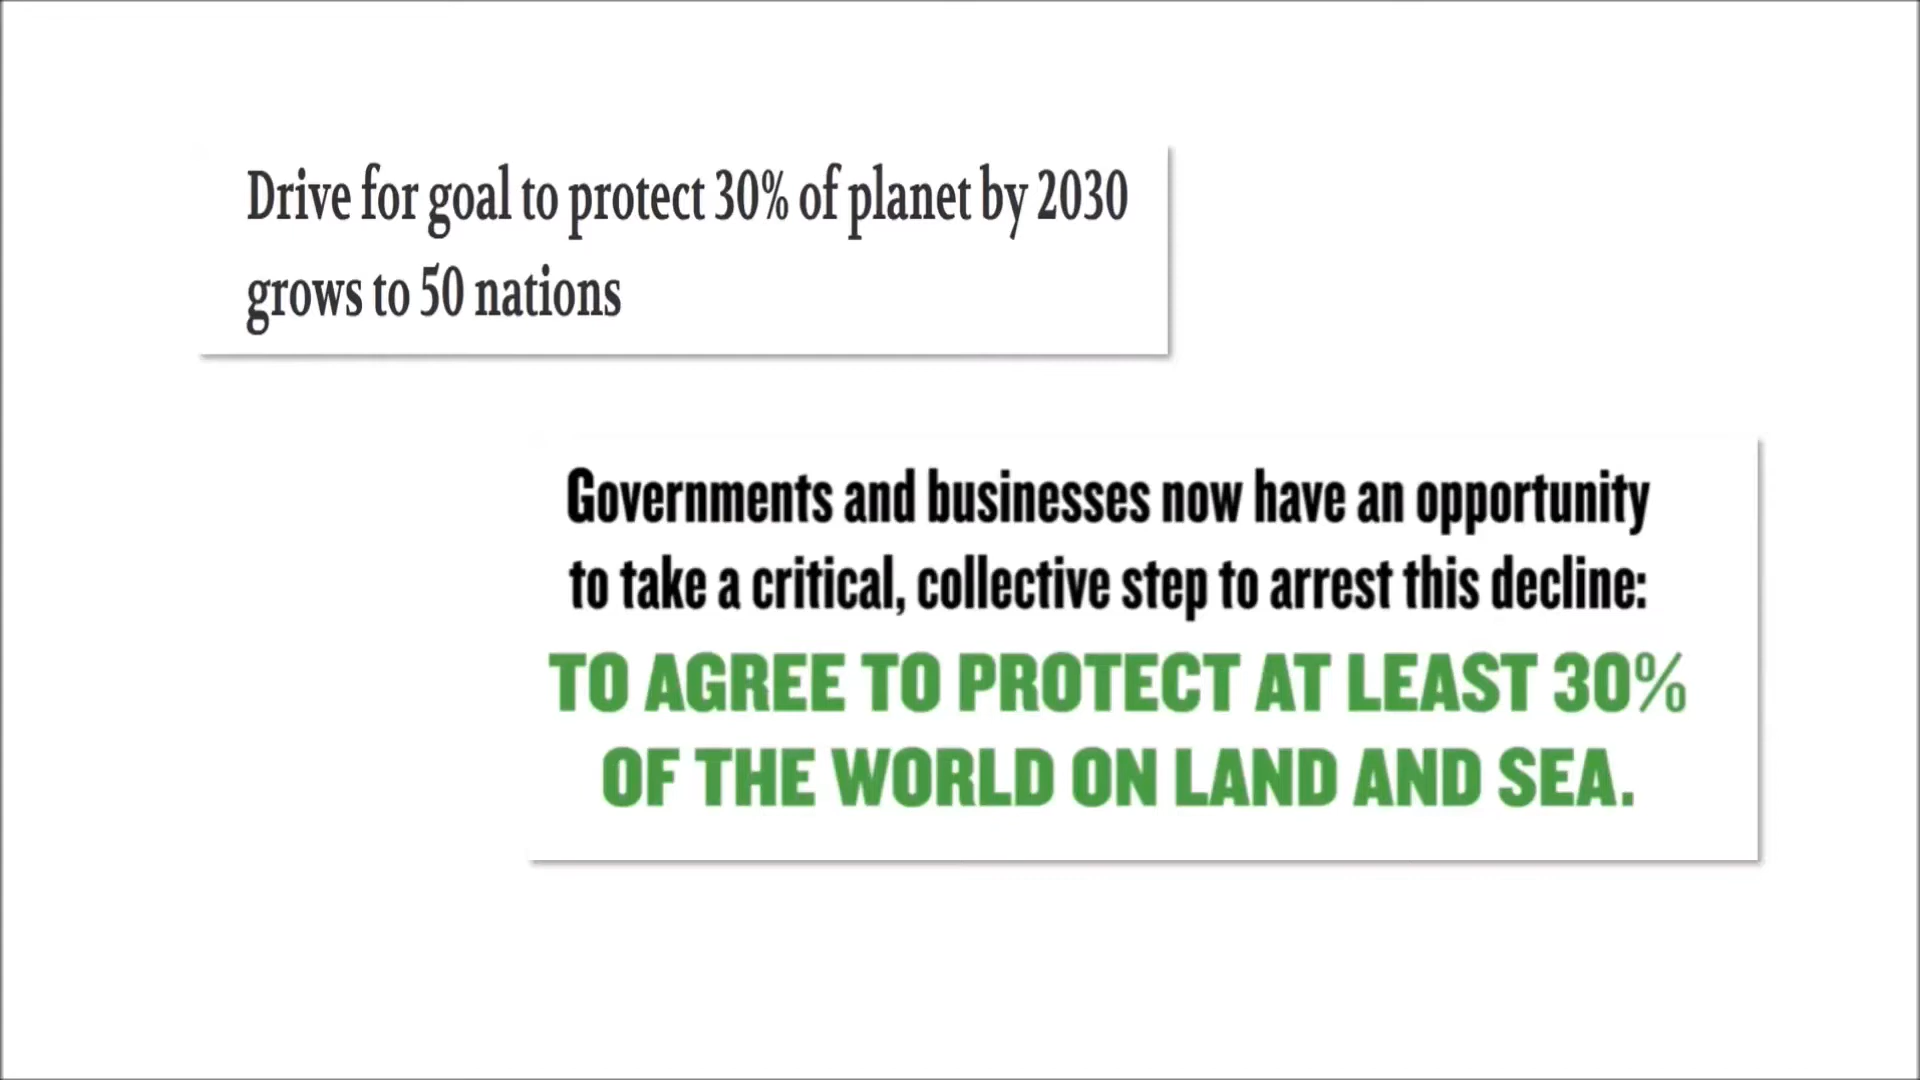 Drive for goal to protect 30% of planet by 2030
grows to 50 nations
Governments and businesses now have an opportunity
to take a critical, collective step to arrest this decline:
TO AGREE TO PROTECT AT LEAST 30%
OF THE WORLD ON LAND AND SEA.